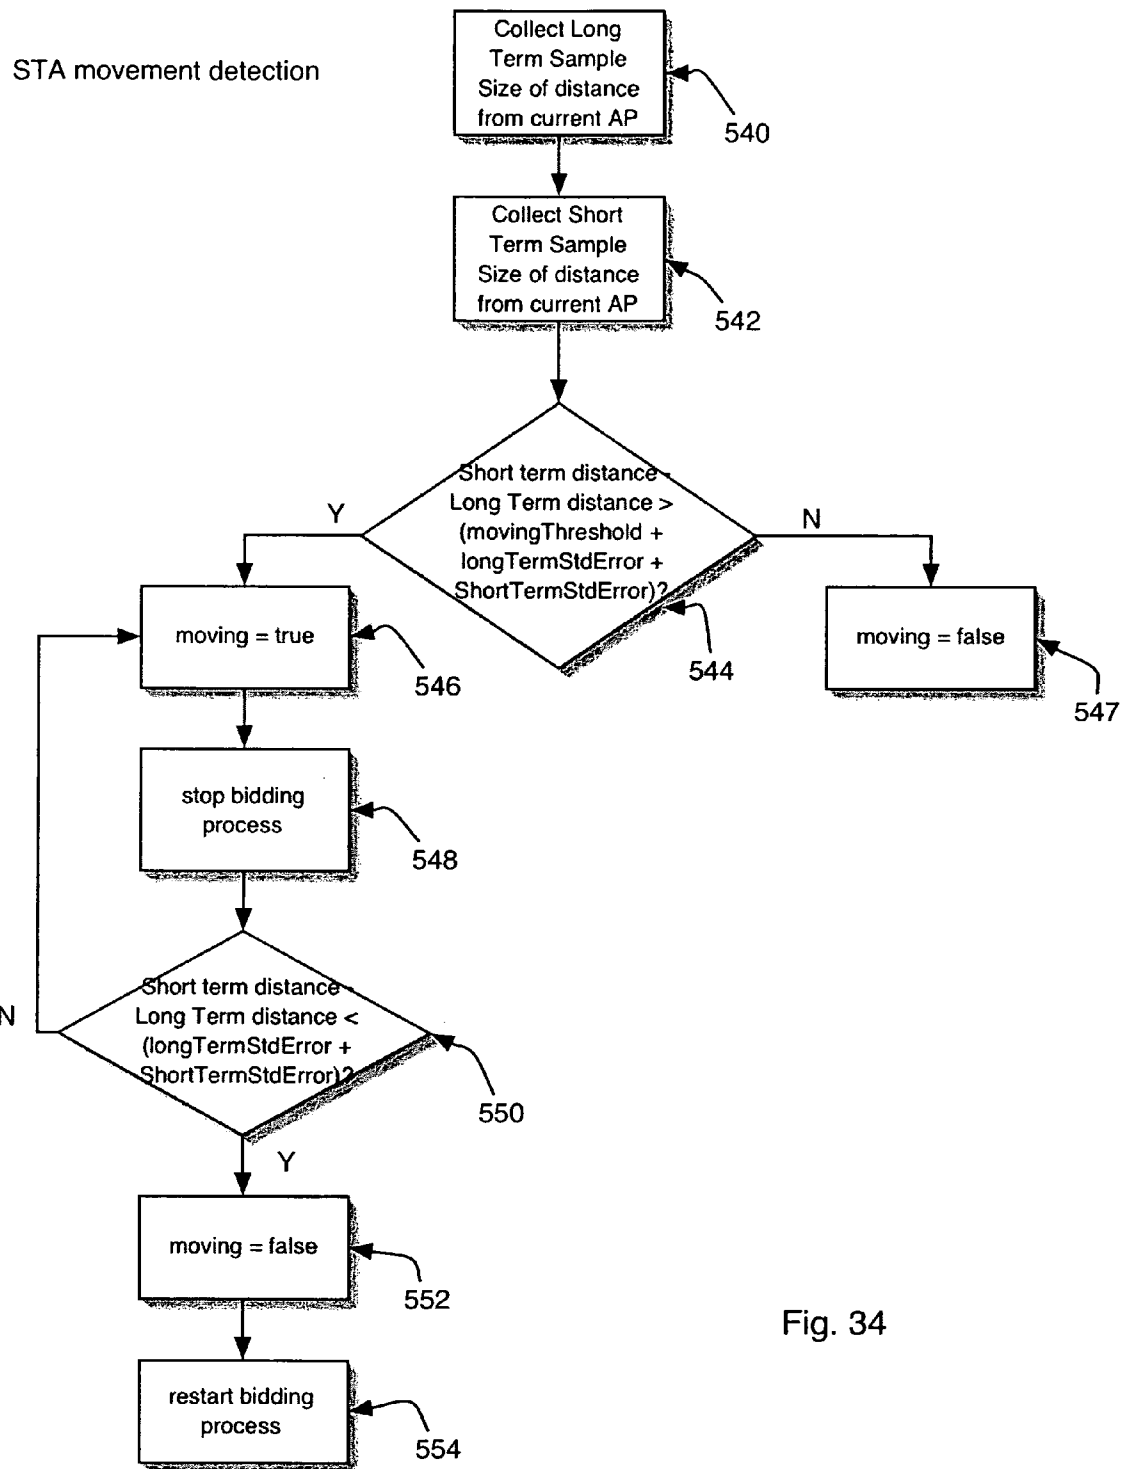 STA movement detection
Collect Long
Term Sample
Size of distance
from current AP
540
Collect Short
Term Sample
Size of distance
from current AP
542
Short term distance -
Long Term distance >
(movingThreshold +
longTermStdError +
ShortTermStdError)?
544
Y
N
moving = true
546
moving = false
547
stop bidding
process
548
Short term distance -
Long Term distance <
(longTermStdError +
ShortTermStdError)?
550
N
Y
moving = false
552
restart bidding
process
554
Fig. 34